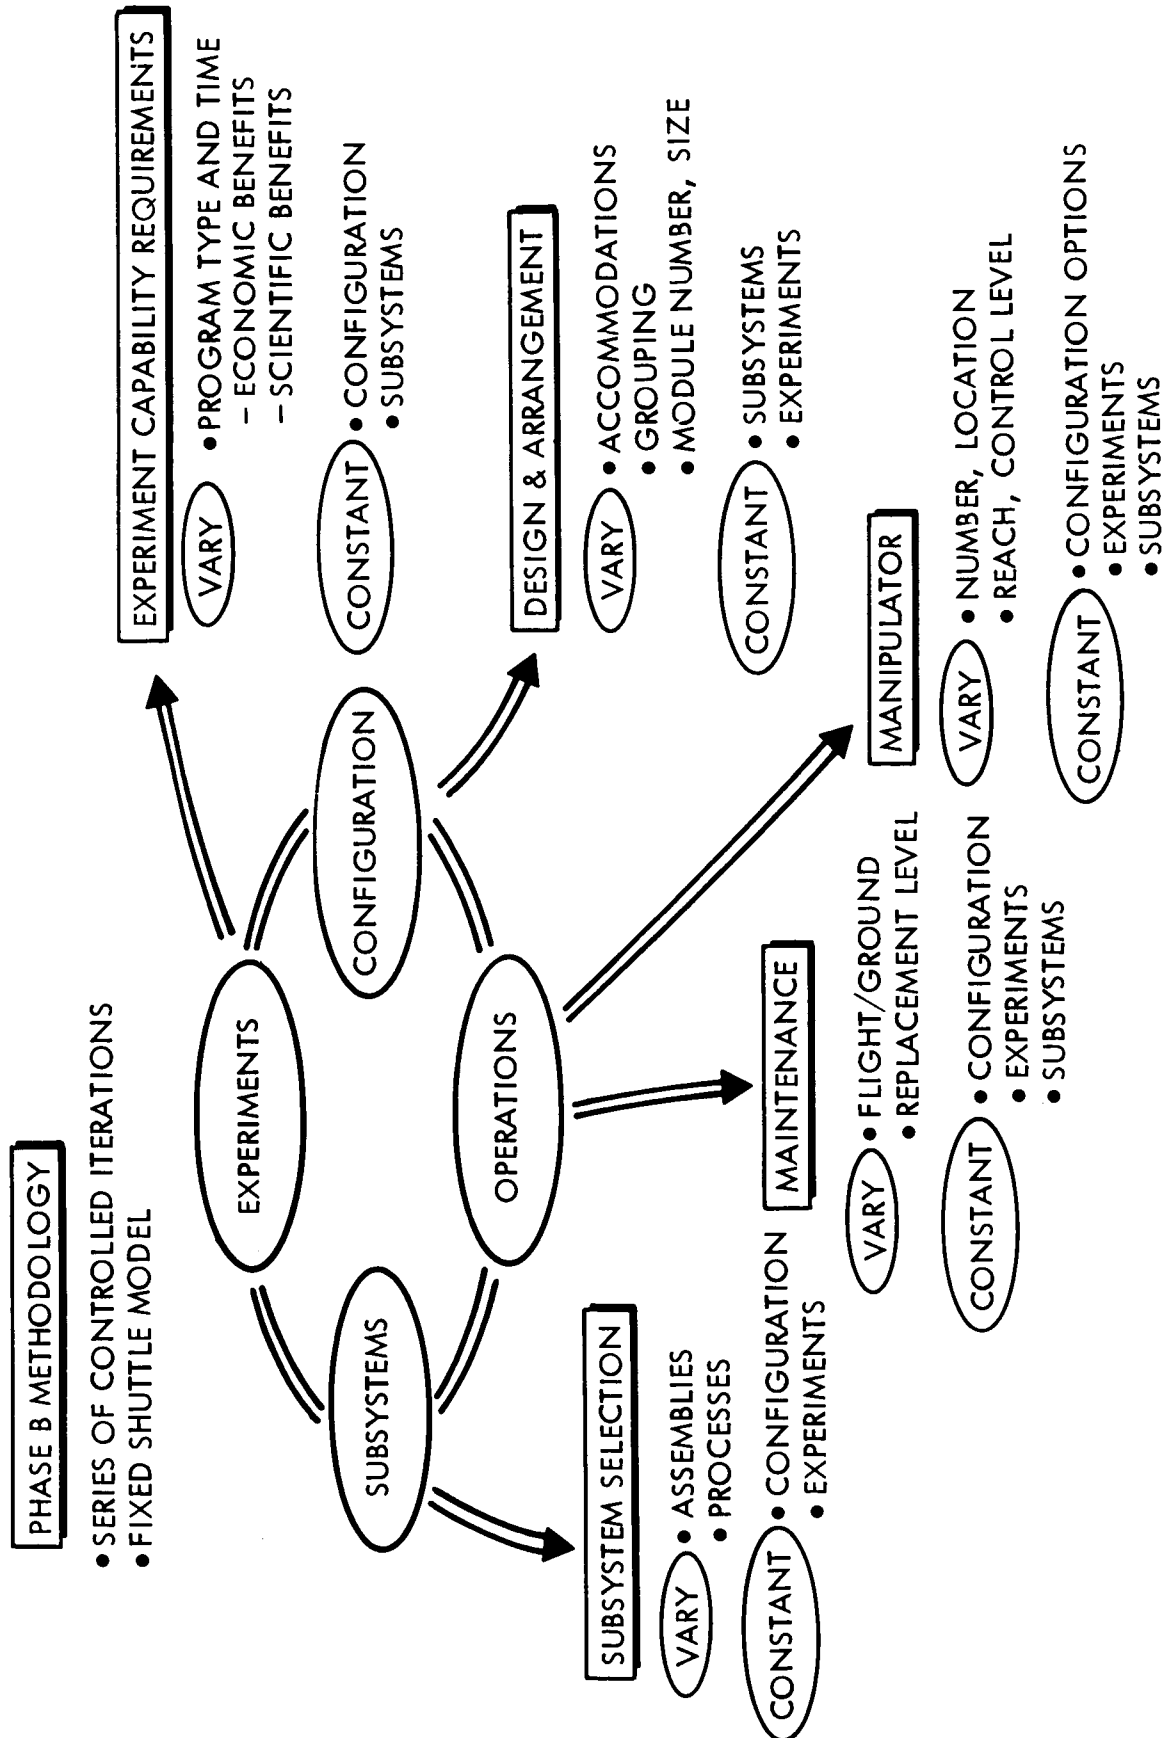 PHASE B METHODOLOGY
• SERIES OF CONTROLLED ITERATIONS
• FIXED SHUTTLE MODEL
EXPERIMENTS
SUBSYSTEMS
CONFIGURATION
OPERATIONS
EXPERIMENT CAPABILITY REQUIREMENTS
VARY
• PROGRAM TYPE AND TIME
– ECONOMIC BENEFITS
– SCIENTIFIC BENEFITS
CONSTANT
• CONFIGURATION
• SUBSYSTEMS
DESIGN & ARRANGEMENT
VARY
• ACCOMMODATIONS
• GROUPING
• MODULE NUMBER, SIZE
CONSTANT
• SUBSYSTEMS
• EXPERIMENTS
SUBSYSTEM SELECTION
VARY
• ASSEMBLIES
• PROCESSES
CONSTANT
• CONFIGURATION
• EXPERIMENTS
MAINTENANCE
VARY
• FLIGHT/GROUND
• REPLACEMENT LEVEL
CONSTANT
• CONFIGURATION
• EXPERIMENTS
• SUBSYSTEMS
MANIPULATOR
VARY
• NUMBER, LOCATION
• REACH, CONTROL LEVEL
CONSTANT
• CONFIGURATION OPTIONS
• EXPERIMENTS
• SUBSYSTEMS